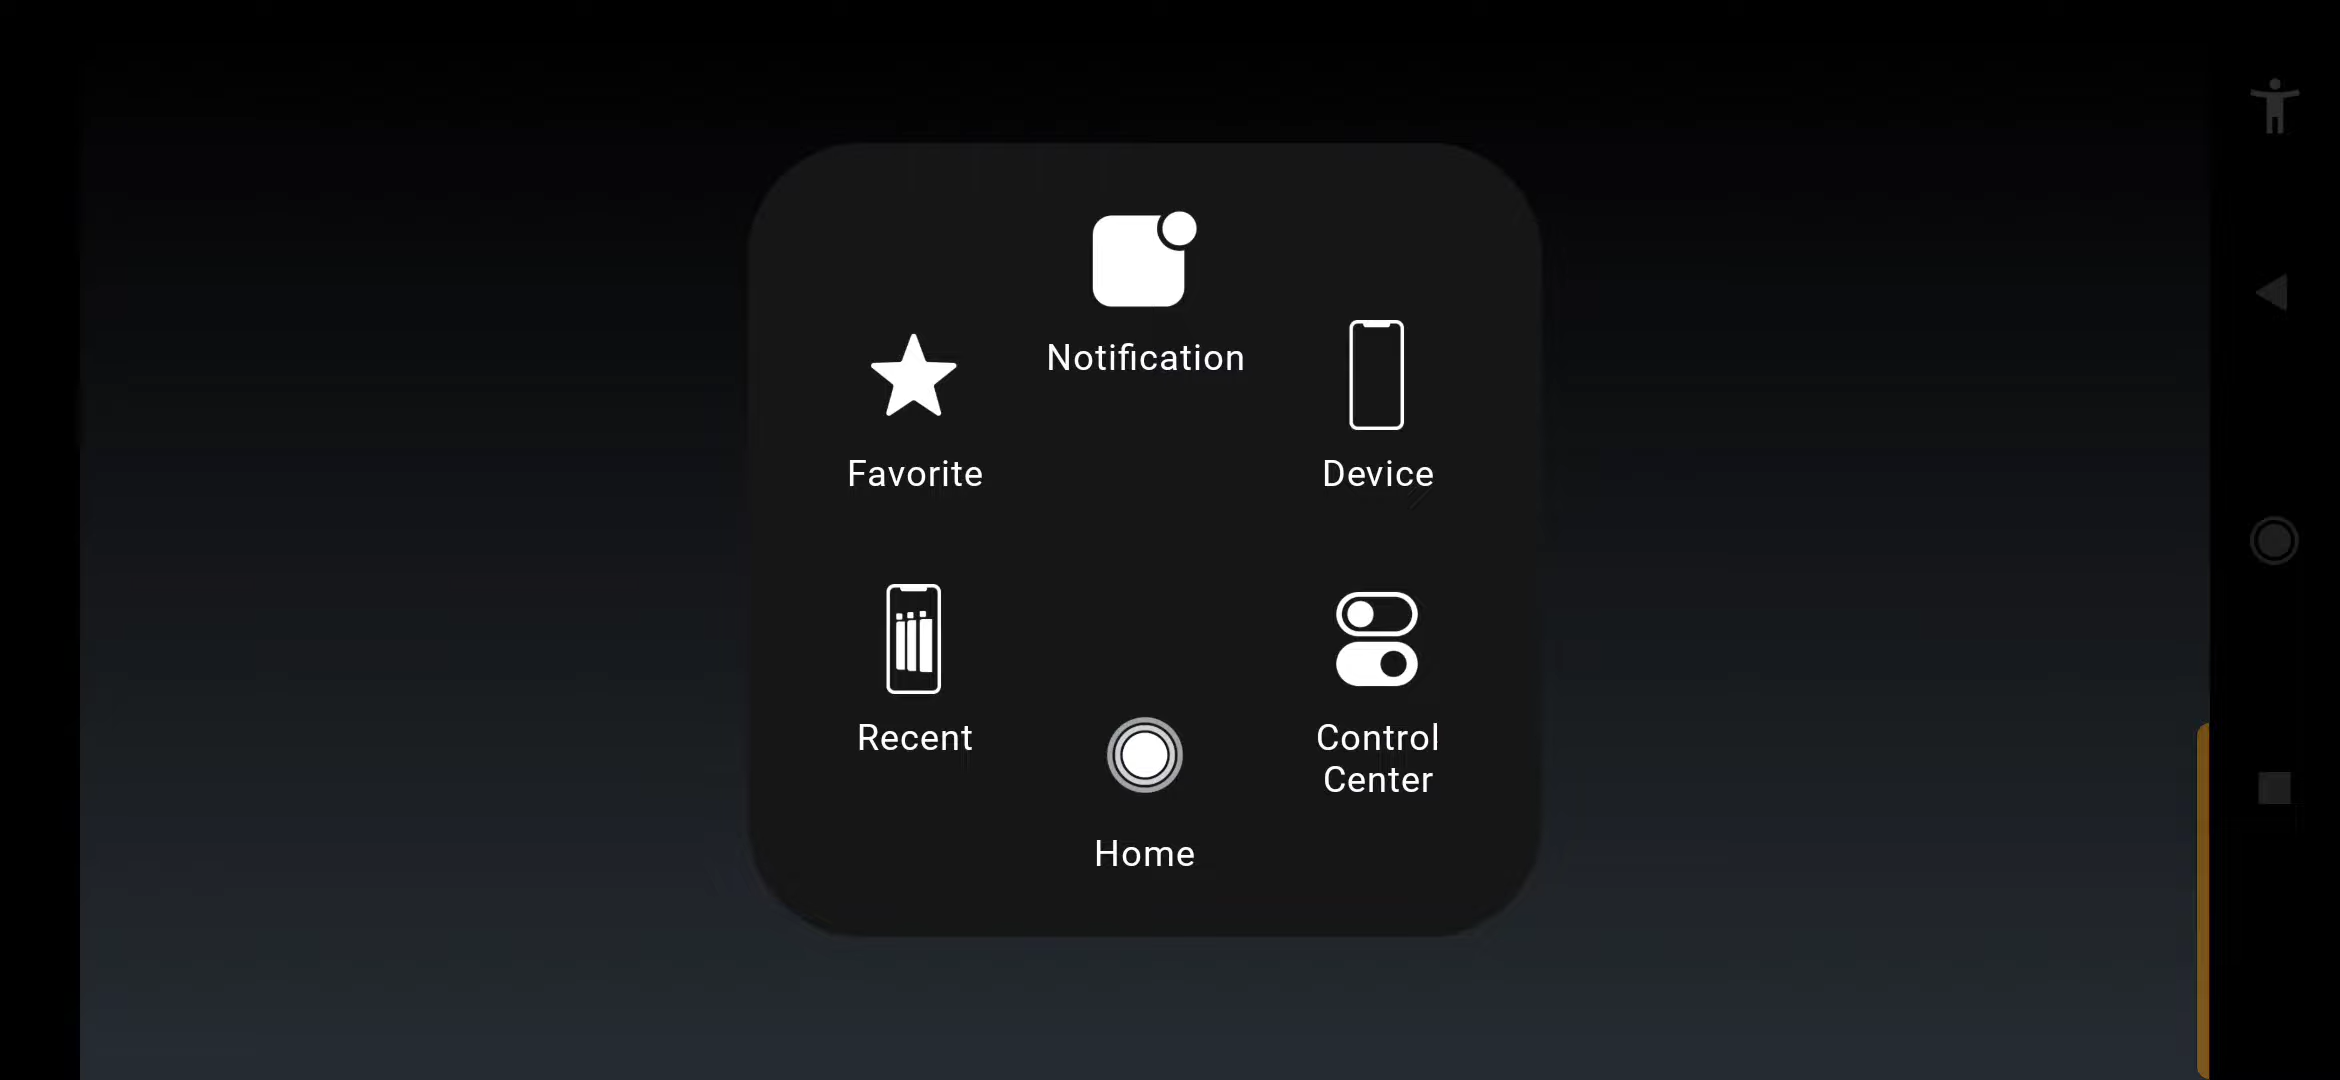 Notification
Favorite
Device
Recent
Control
Center
Home